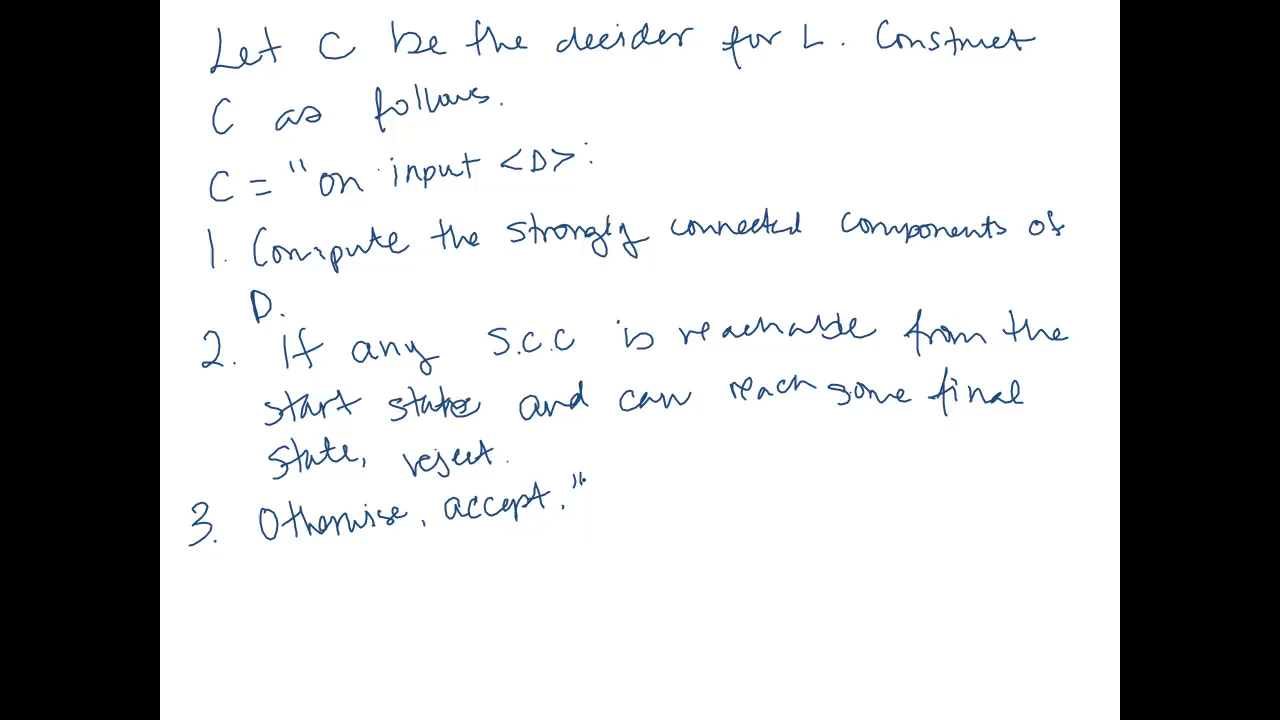 Let C be the decider for L. Construct
C as follows.
C = "on input <D>:
1. Compute the strongly connected components of
D.
2. If any S.C.C is reachable from the
start state and can reach some final
state, reject.
3. Otherwise, accept."